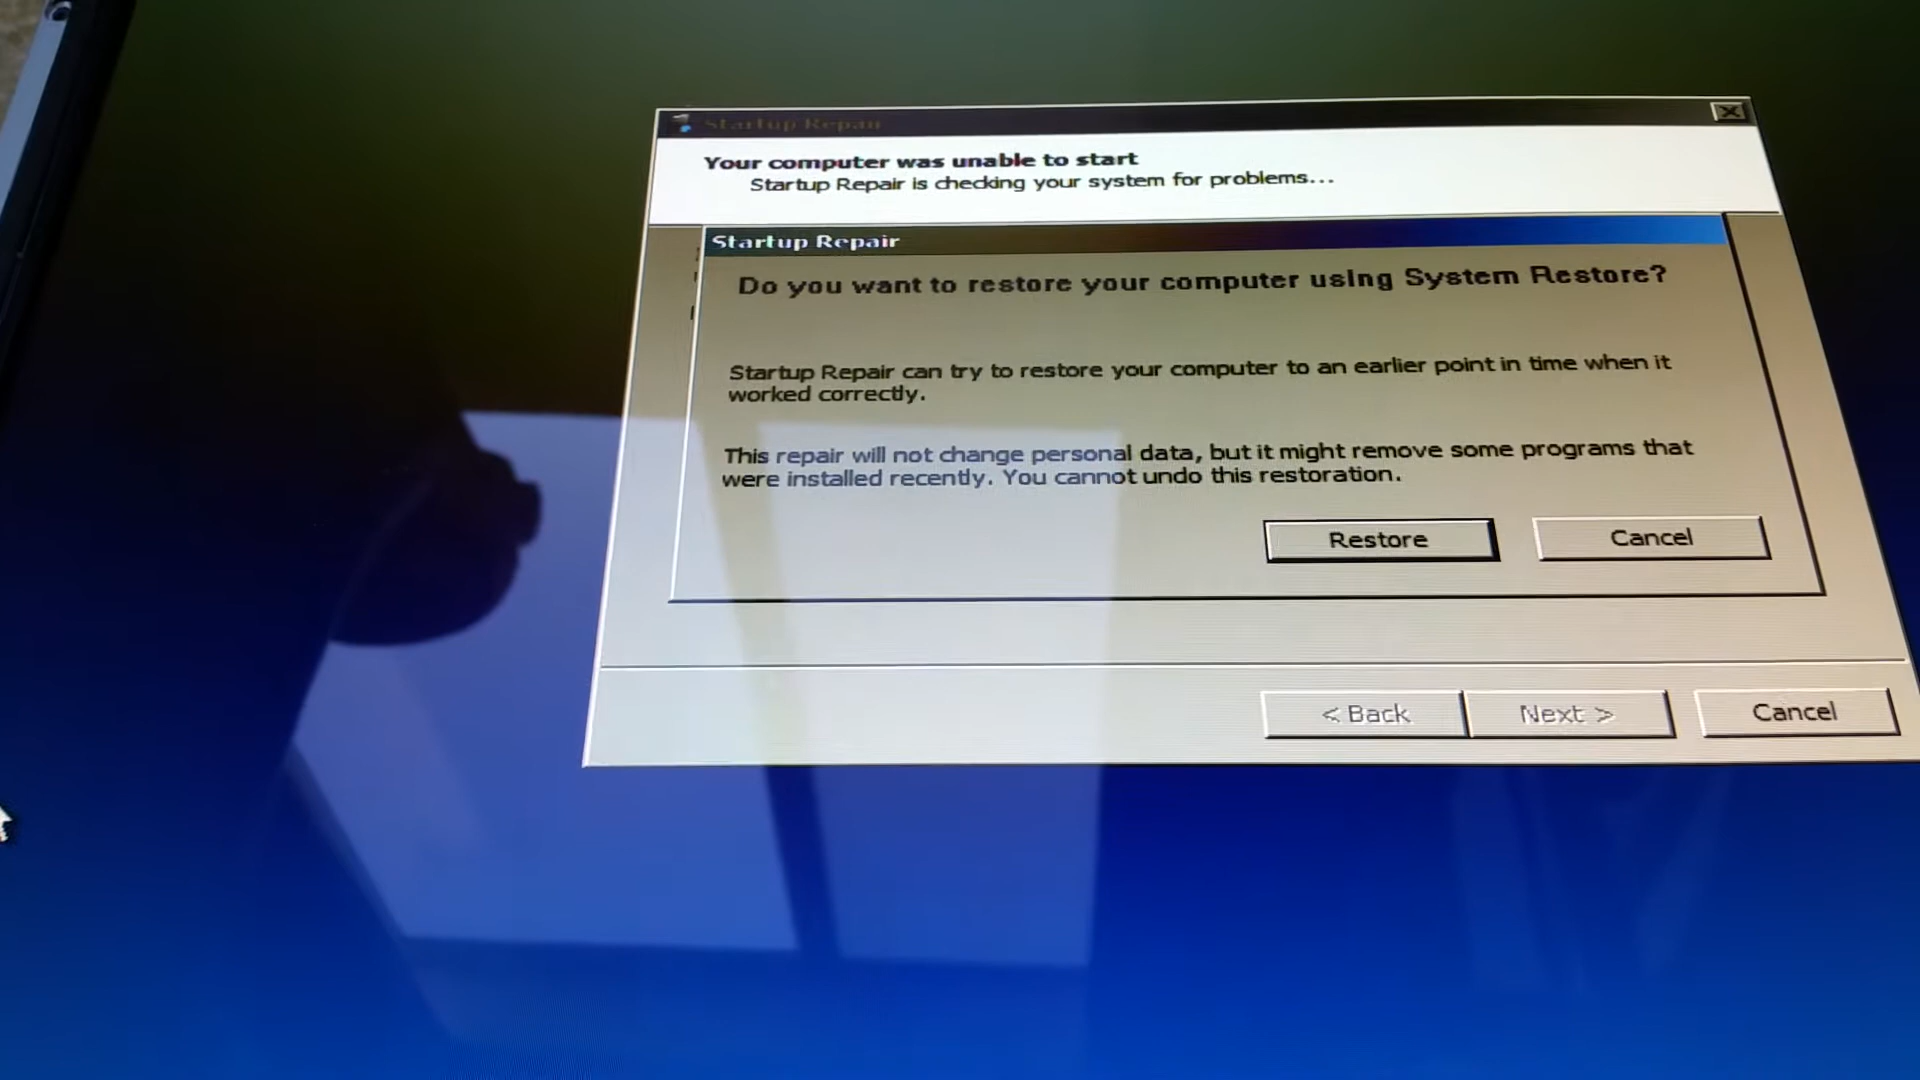 Startup Repair
Your computer was unable to start
Startup Repair is checking your system for problems...
Startup Repair
Do you want to restore your computer using System Restore?
Startup Repair can try to restore your computer to an earlier point in time when it
worked correctly.
This repair will not change personal data, but it might remove some programs that
were installed recently. You cannot undo this restoration.
Restore Cancel
< Back Next > Cancel